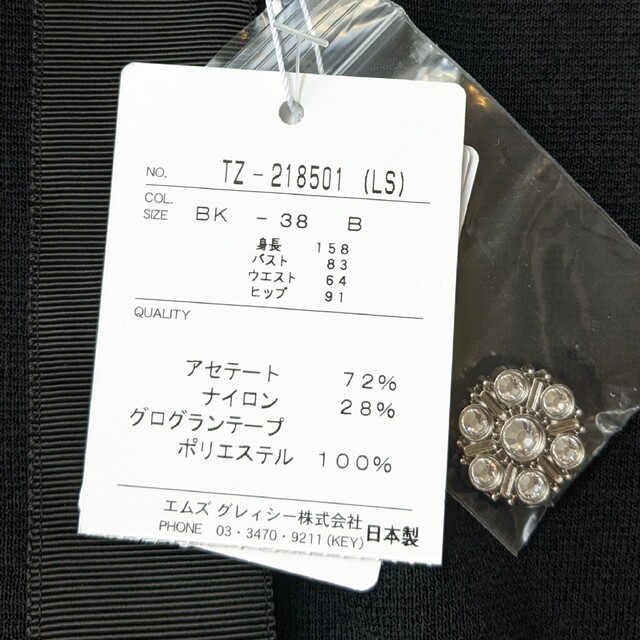 NO. TZ-218501 (LS)
COL.
SIZE BK - 38 B
身長 158
バスト 83
ウエスト 64
ヒップ 91
QUALITY
アセテート 72%
ナイロン 28%
グログランテープ
ポリエステル 100%
エムズ グレィシー株式会社
PHONE 03・3470・9211(KEY) 日本製